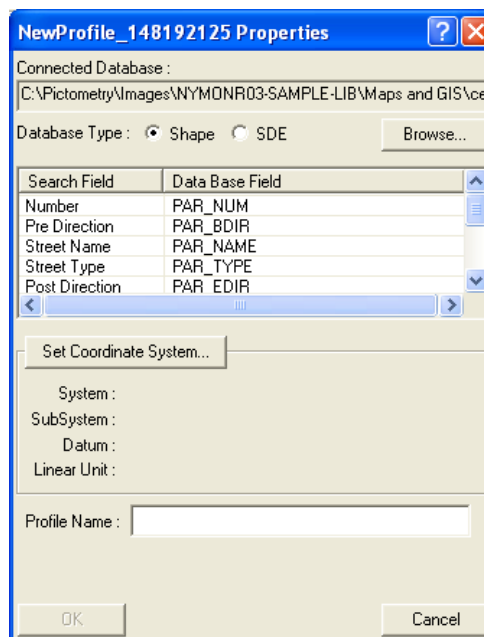 NewProfile_148192125 Properties
Connected Database :
C:\Pictometry\Images\NYMONR03-SAMPLE-LIB\Maps and GIS\ce
Database Type : Shape SDE Browse...
Search Field Data Base Field
Number PAR_NUM
Pre Direction PAR_BDIR
Street Name PAR_NAME
Street Type PAR_TYPE
Post Direction PAR_EDIR
Set Coordinate System...
System :
SubSystem :
Datum :
Linear Unit :
Profile Name :
OK Cancel